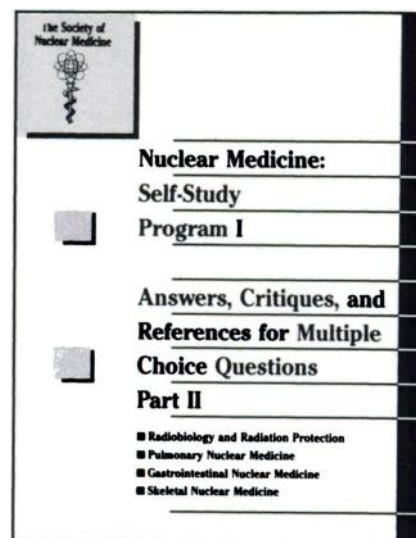 The Society of
Nuclear Medicine
Nuclear Medicine:
Self-Study
Program I
Answers, Critiques, and
References for Multiple
Choice Questions
Part II
■ Radiobiology and Radiation Protection
■ Pulmonary Nuclear Medicine
■ Gastrointestinal Nuclear Medicine
■ Skeletal Nuclear Medicine